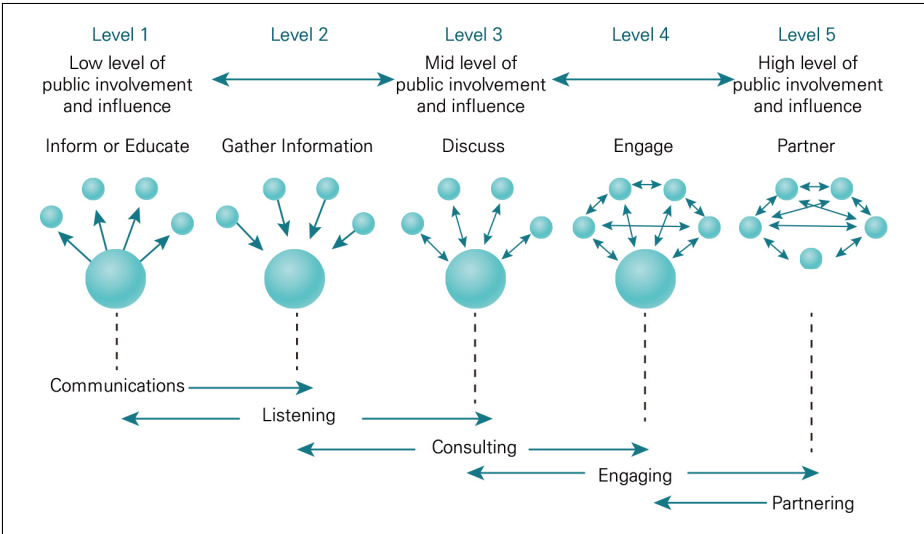 Level 1
Level 2
Level 3
Level 4
Level 5
Low level of
public involvement
and influence
Mid level of
public involvement
and influence
High level of
public involvement
and influence
Inform or Educate
Gather Information
Discuss
Engage
Partner
Communications
Listening
Consulting
Engaging
Partnering